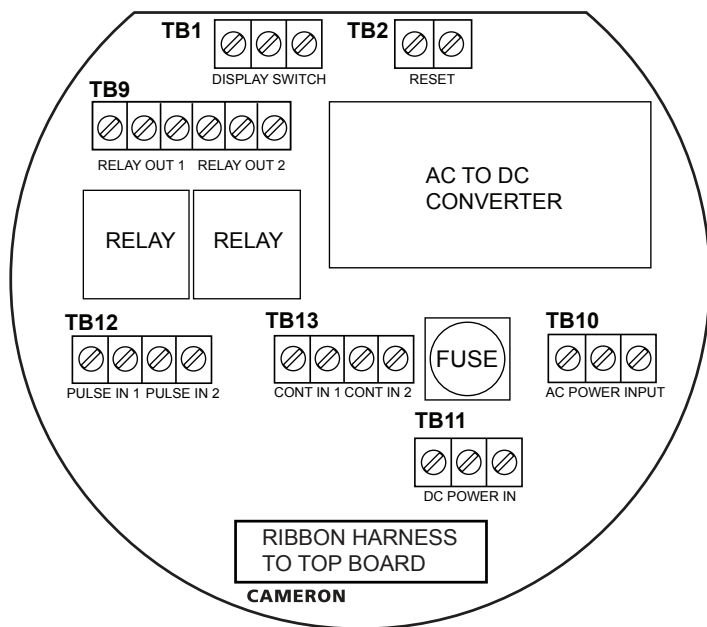 TB1
DISPLAY SWITCH
TB2
RESET
TB9
RELAY OUT 1 RELAY OUT 2
AC TO DC
CONVERTER
RELAY
RELAY
TB12
PULSE IN 1 PULSE IN 2
TB13
CONT IN 1 CONT IN 2
FUSE
TB10
AC POWER INPUT
TB11
DC POWER IN
RIBBON HARNESS
TO TOP BOARD
CAMERON